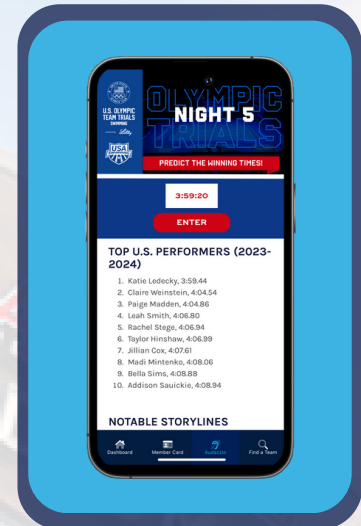 OLYMPIC
TRIALS
NIGHT 5
U.S. OLYMPIC
TEAM TRIALS
SWIMMING
Lilly
USA
PREDICT THE WINNING TIMES!
3:59:20
ENTER
TOP U.S. PERFORMERS (2023-
2024)
1. Katie Ledecky, 3:59.44
2. Claire Weinstein, 4:04.54
3. Paige Madden, 4:04.86
4. Leah Smith, 4:06.80
5. Rachel Stege, 4:06.94
6. Taylor Hinshaw, 4:06.99
7. Jillian Cox, 4:07.61
8. Madi Mintenko, 4:08.06
9. Bella Sims, 4:08.88
10. Addison Sauickie, 4:08.94
NOTABLE STORYLINES
Dashboard
Member Card
Find a Team